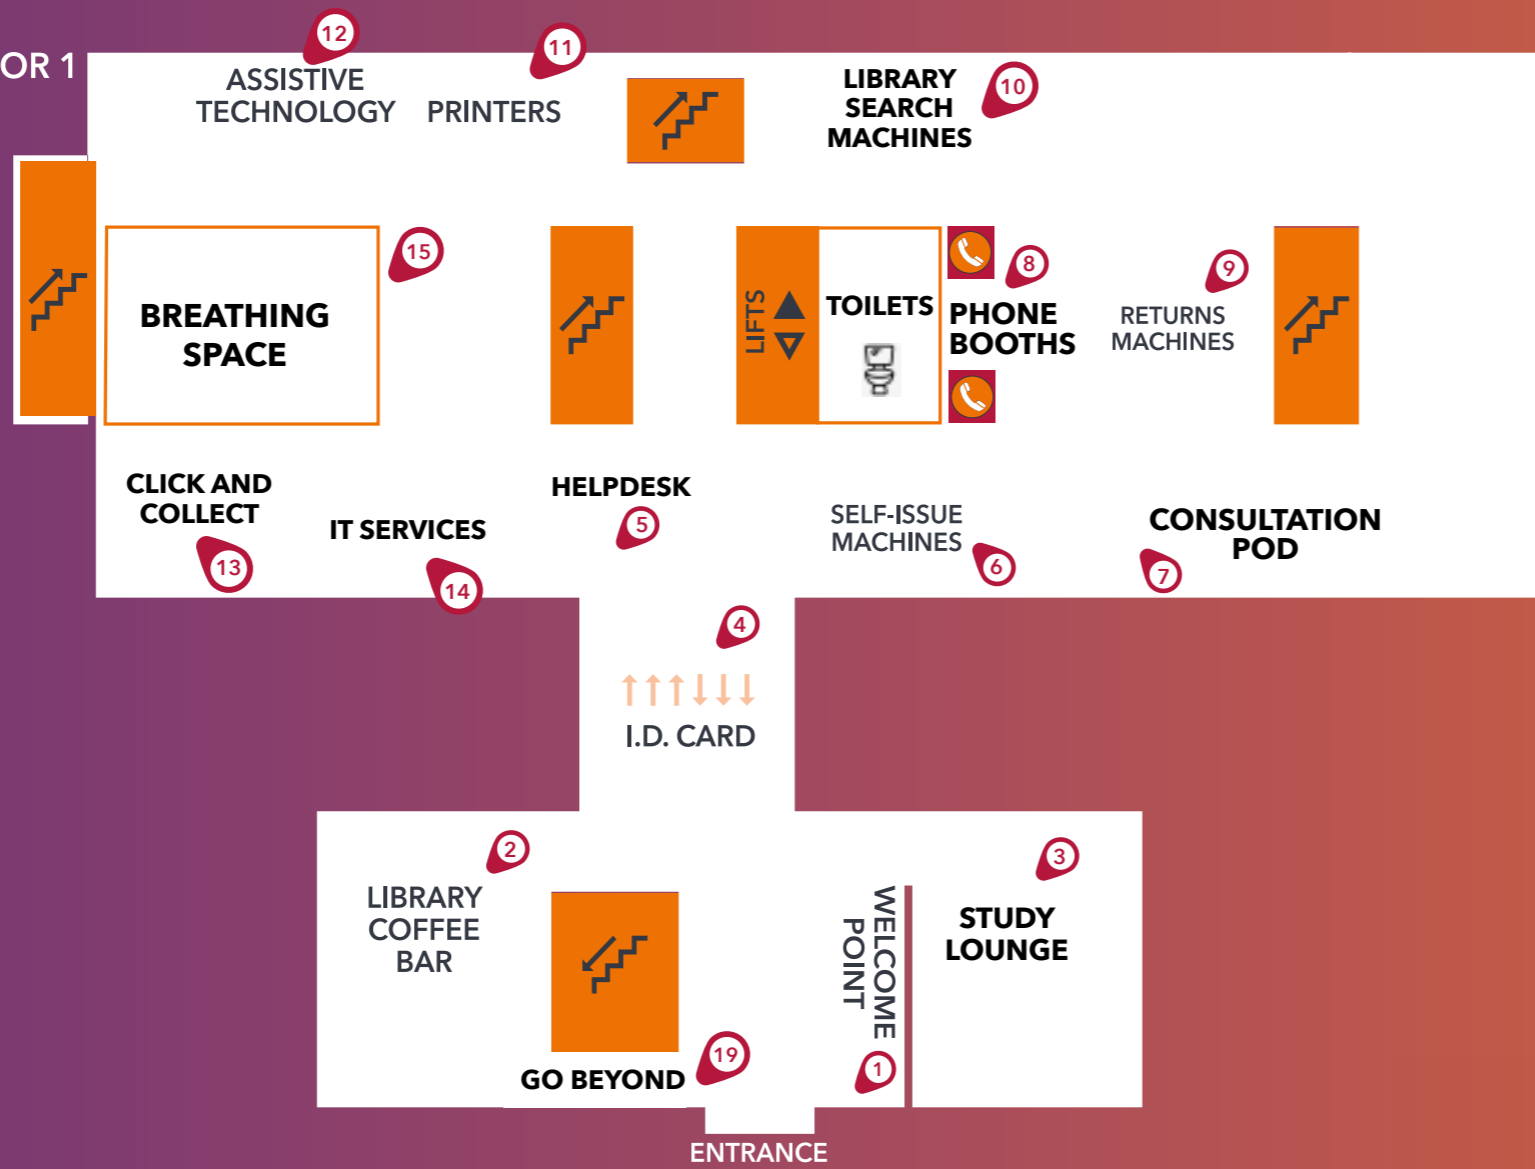 OR 1
12
ASSISTIVE
TECHNOLOGY
11
PRINTERS
LIBRARY
SEARCH
MACHINES
10
BREATHING
SPACE
15
LIFTS
TOILETS
8
PHONE
BOOTHS
9
RETURNS
MACHINES
CLICK AND
COLLECT
13
IT SERVICES
14
HELPDESK
5
SELF-ISSUE
MACHINES
6
CONSULTATION
POD
7
4
I.D. CARD
2
LIBRARY
COFFEE
BAR
WELCOME
POINT
1
3
STUDY
LOUNGE
GO BEYOND
19
ENTRANCE